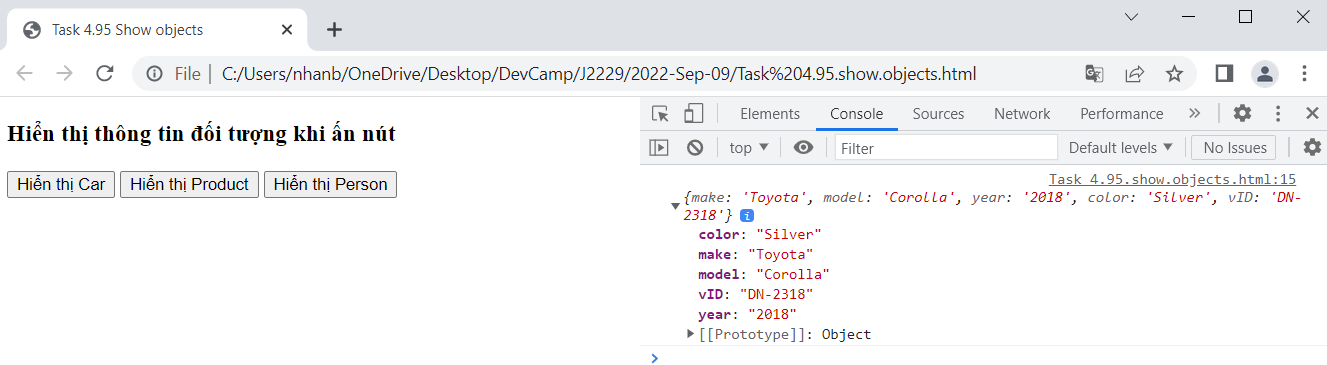 Task 4.95 Show objects
File | C:/Users/nhanb/OneDrive/Desktop/DevCamp/J2229/2022-Sep-09/Task%204.95.show.objects.html
Hiển thị thông tin đối tượng khi ấn nút
Hiển thị Car Hiển thị Product Hiển thị Person
Elements Console Sources Network Performance »
top ▼ Filter Default levels ▼ No Issues
Task 4.95.show.objects.html:15
{make: 'Toyota', model: 'Corolla', year: '2018', color: 'Silver', vID: 'DN-
2318'} i
color: "Silver"
make: "Toyota"
model: "Corolla"
vID: "DN-2318"
year: "2018"
[[Prototype]]: Object
>